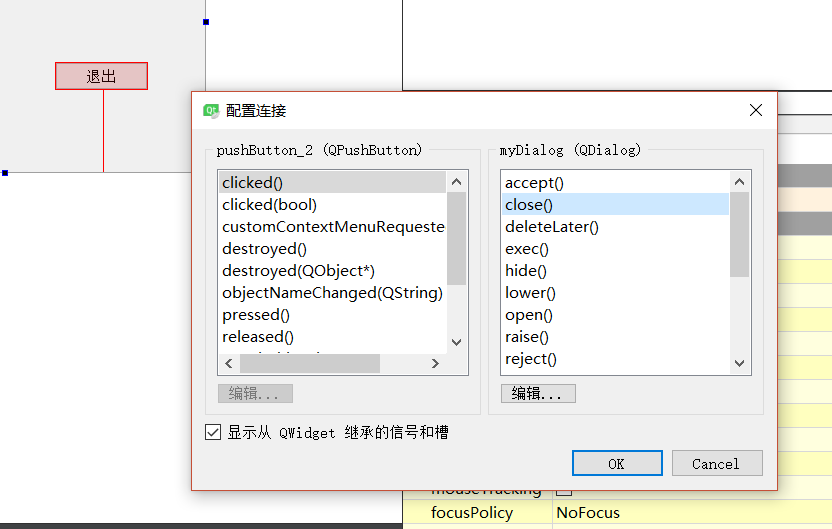 退出
配置连接
pushButton_2 (QPushButton)
clicked()
clicked(bool)
customContextMenuRequeste
destroyed()
destroyed(QObject*)
objectNameChanged(QString)
pressed()
released()
编辑...
myDialog (QDialog)
accept()
close()
deleteLater()
exec()
hide()
lower()
open()
raise()
reject()
编辑...
显示从 QWidget 继承的信号和槽
OK
Cancel
mouseTracking
focusPolicy
NoFocus